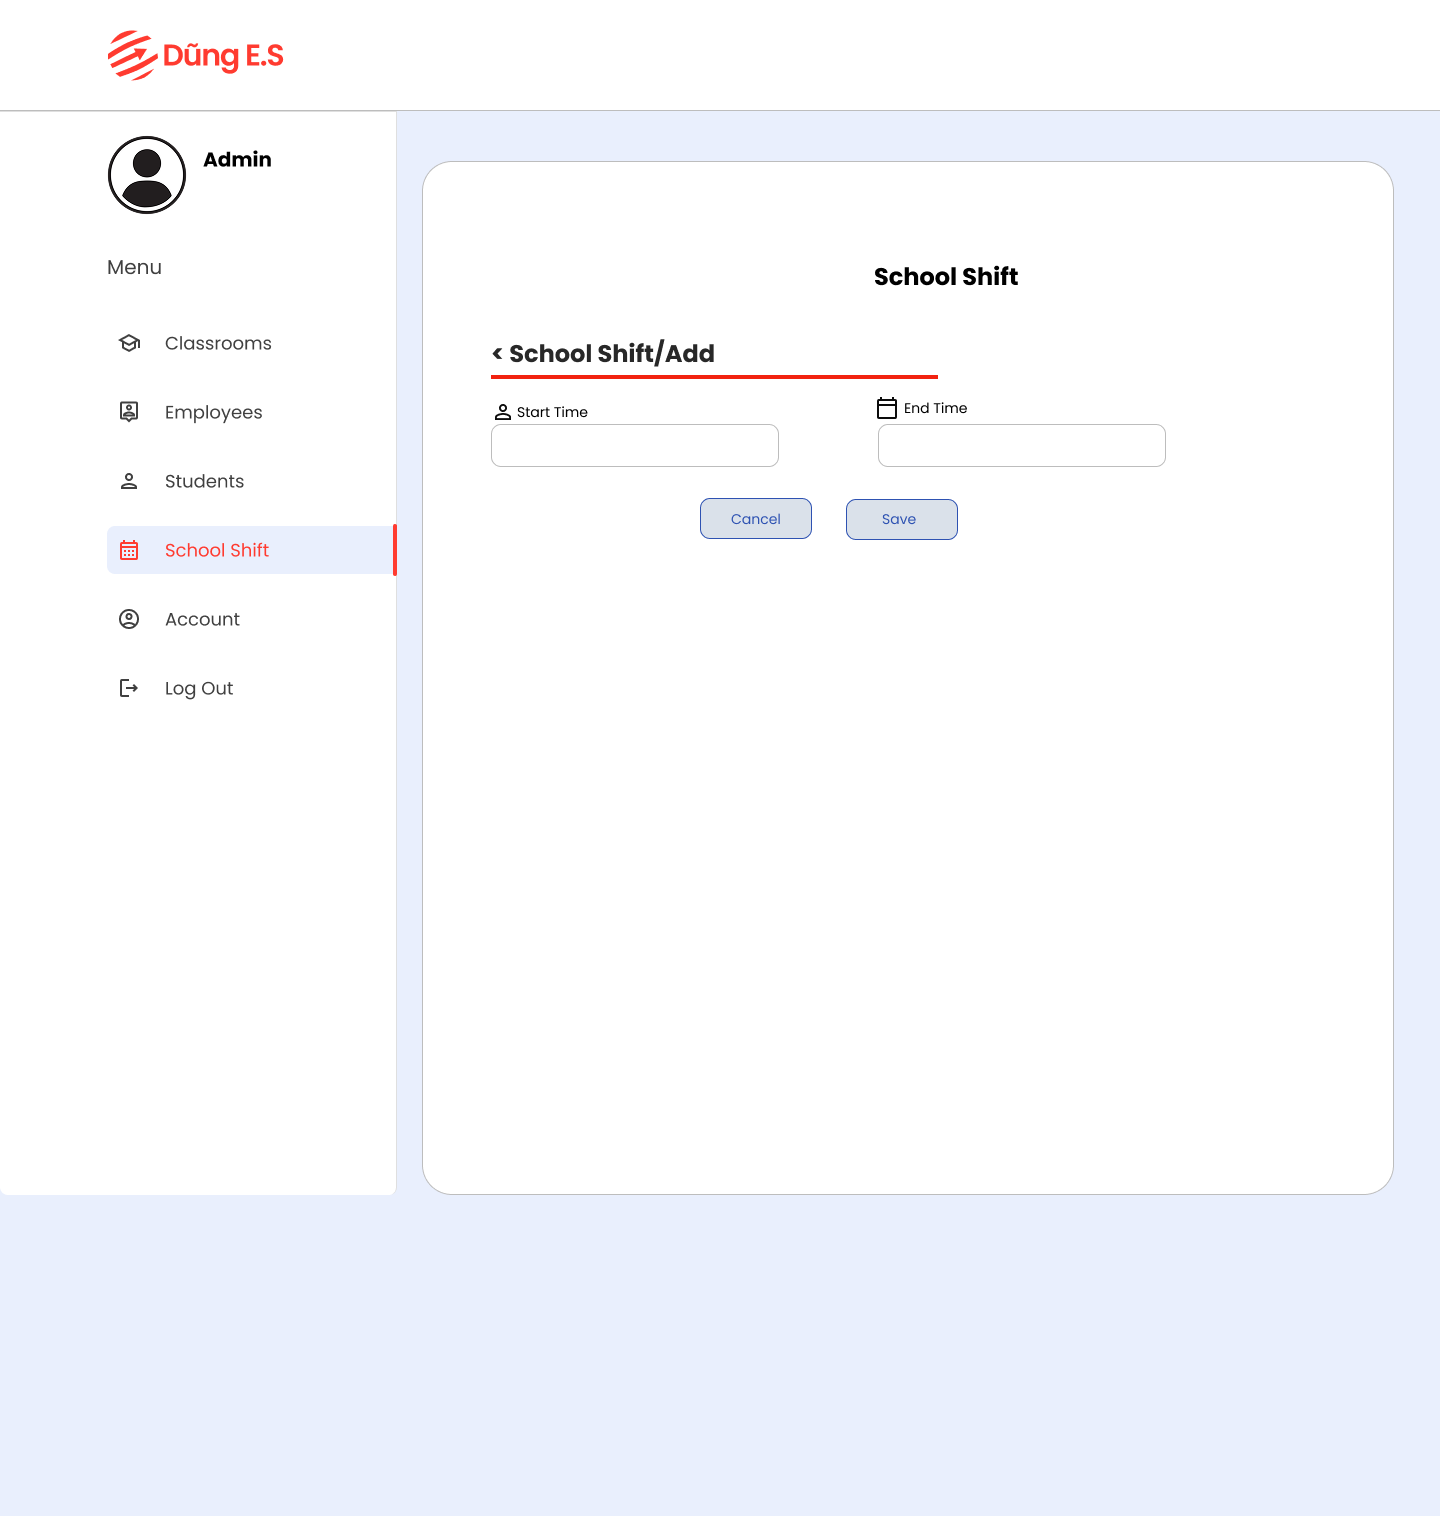 Dũng E.S
Admin
Menu
Classrooms
Employees
Students
School Shift
Account
Log Out
School Shift
< School Shift/Add
Start Time
End Time
Cancel
Save